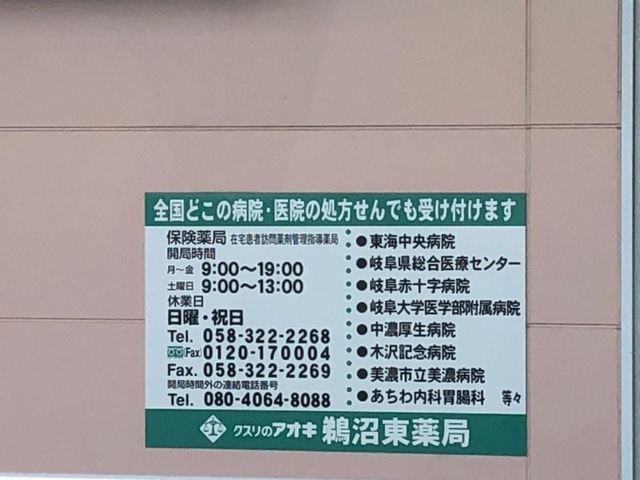 全国どこの病院・医院の処方せんでも受け付けます
保険薬局 在宅患者訪問薬剤管理指導薬局
開局時間
月～金 9:00～19:00
土曜日 9:00～13:00
休業日
日曜・祝日
Tel. 058-322-2268
(Fax) 0120-170004
Fax. 058-322-2269
開局時間外の連絡電話番号
Tel. 080-4064-8088
●東海中央病院
●岐阜県総合医療センター
●岐阜赤十字病院
●岐阜大学医学部附属病院
●中濃厚生病院
●木沢記念病院
●美濃市立美濃病院
●あちわ内科胃腸科 等々
クスリのアオキ 鵜沼東薬局